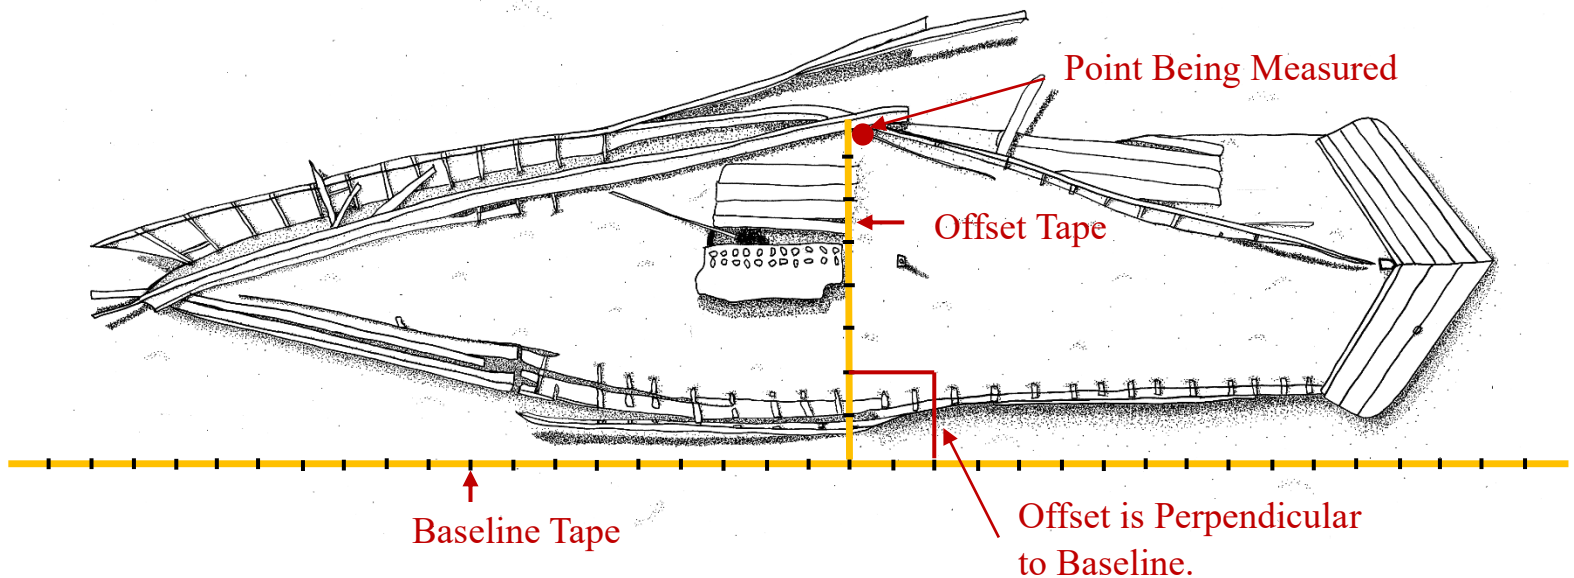 Point Being Measured
Offset Tape
Baseline Tape
Offset is Perpendicular
to Baseline.